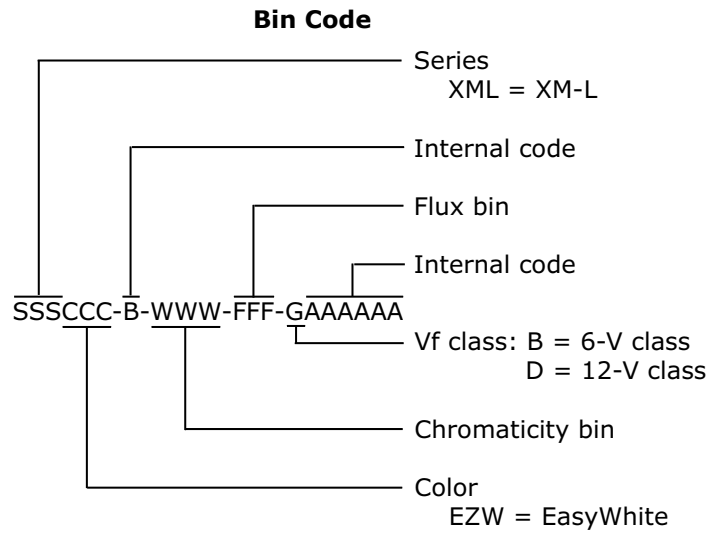 Bin Code
Series
XML = XM-L
Internal code
Flux bin
Internal code
SSSCCC-B-WWW-FFF-GAAAAAA
Vf class: B = 6-V class
D = 12-V class
Chromaticity bin
Color
EZW = EasyWhite